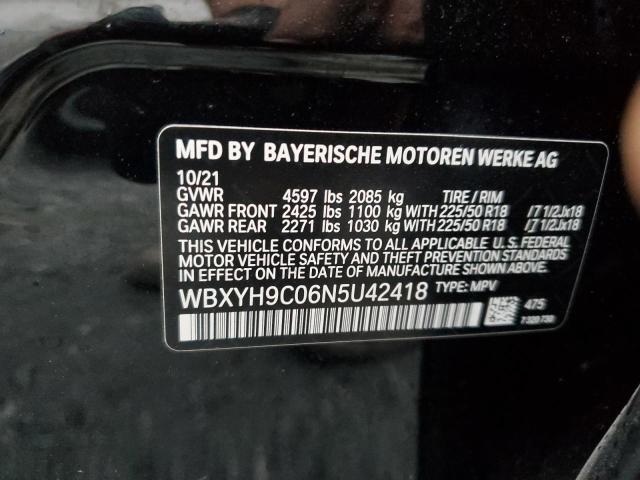 MFD BY BAYERISCHE MOTOREN WERKE AG
10/21
GVWR 4597 lbs 2085 kg TIRE / RIM
GAWR FRONT 2425 lbs 1100 kg WITH 225/50 R18 /7 1/2Jx18
GAWR REAR 2271 lbs 1030 kg WITH 225/50 R18 /7 1/2Jx18
THIS VEHICLE CONFORMS TO ALL APPLICABLE U.S. FEDERAL
MOTOR VEHICLE SAFETY AND THEFT PREVENTION STANDARDS
IN EFFECT ON THE DATE OF MANUFACTURE SHOWN ABOVE.
WBXYH9C06N5U42418 TYPE: MPV
475